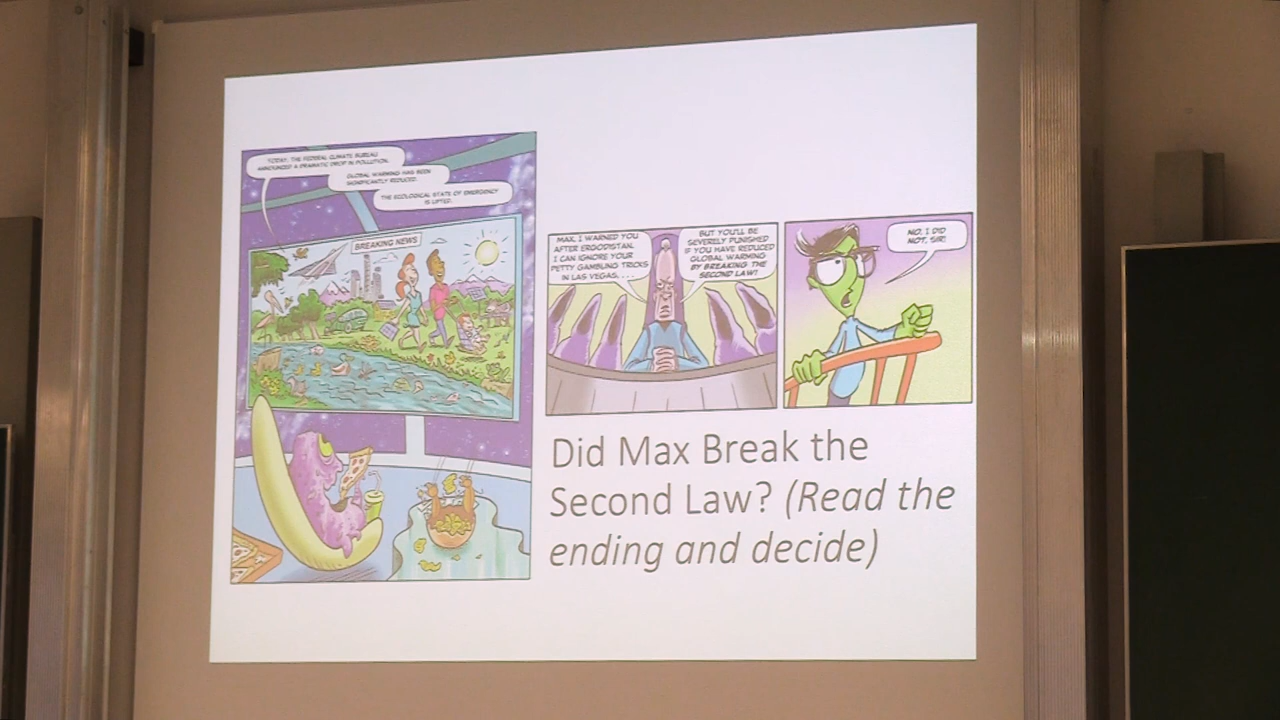 TODAY, THE FEDERAL CLIMATE BUREAU
ANNOUNCED A DRAMATIC DROP IN POLLUTION.
GLOBAL WARMING HAS BEEN
SIGNIFICANTLY REDUCED.
THE ECOLOGICAL STATE OF EMERGENCY
IS LIFTED.
BREAKING NEWS
MAX, I WARNED YOU
AFTER ERGODISTAN.
I CAN IGNORE YOUR
PETTY GAMBLING TRICKS
IN LAS VEGAS, . . . .
BUT YOU'LL BE
SEVERELY PUNISHED
IF YOU HAVE REDUCED
GLOBAL WARMING
BY BREAKING THE
SECOND LAW!
NO, I DID
NOT, SIR!
Did Max Break the
Second Law? (Read the
ending and decide)